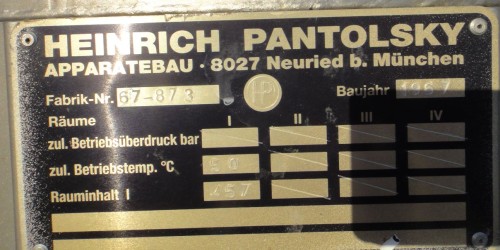 HEINRICH PANTOLSKY
APPARATEBAU · 8027 Neuried b. München
Fabrik-Nr. 67-873 Baujahr 1967
Räume I II III IV
zul. Betriebsüberdruck bar
zul. Betriebstemp. °C 50
Rauminhalt l